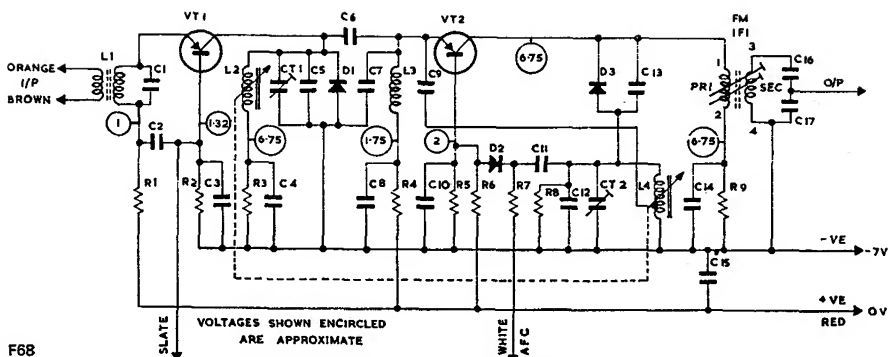 VT1 C6 VT2 FM IF1
L1 L2 CT1 C5 D1 C7 L3 C9 6·75 D3 C13 1 3 C16
ORANGE I/P BROWN C1 PRI SEC O/P
2 4 C17
1 C2 1·32 6·75 1·75 2 D2 C11 6·75
R1 R2 C3 R3 C4 C8 R4 C10 R5 R6 R7 R8 C12 CT2 L4 C14 R9
-VE -7V
C15
+VE 0V
RED
SLATE
VOLTAGES SHOWN ENCIRCLED
ARE APPROXIMATE
WHITE
AFC
F68